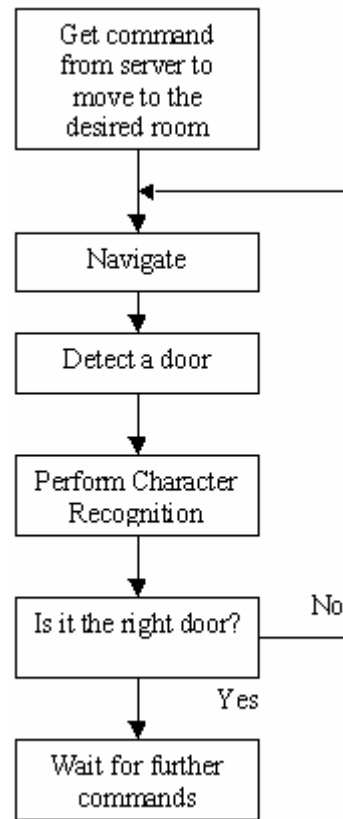 Get command
from server to
move to the
desired room
Navigate
Detect a door
Perform Character
Recognition
Is it the right door?
No
Yes
Wait for further
commands